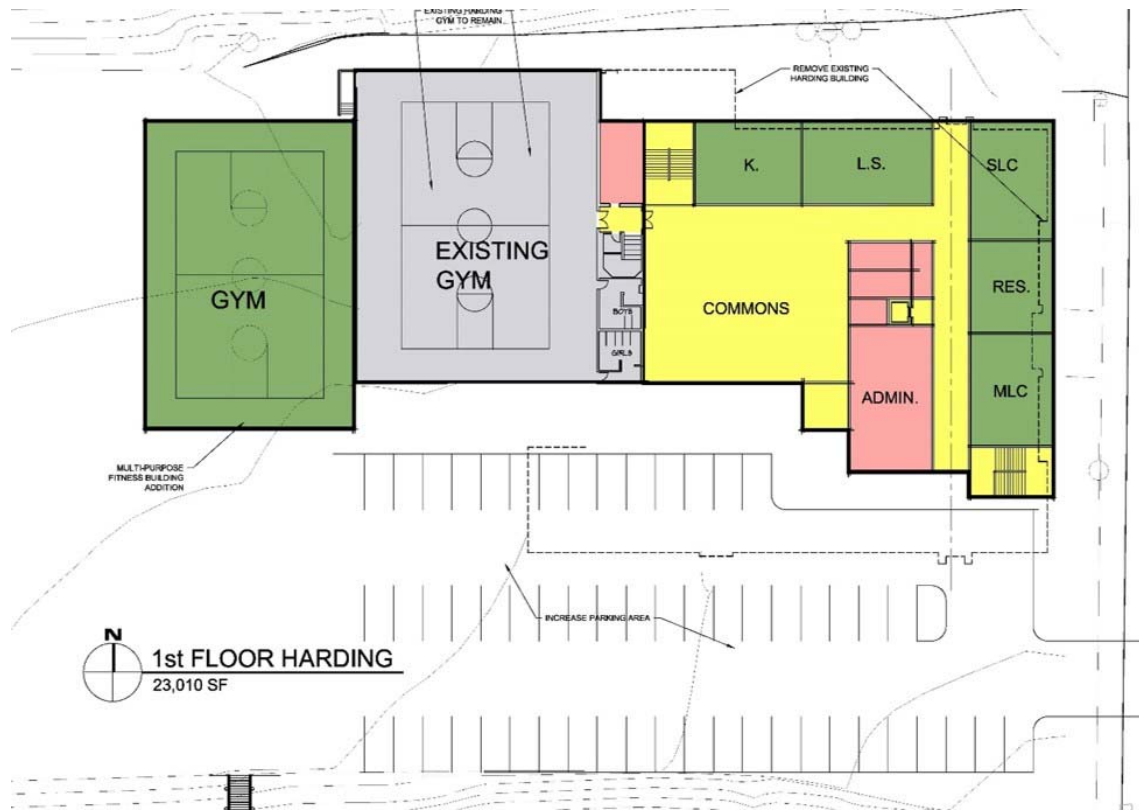 EXISTING HARDING
GYM TO REMAIN
REMOVE EXISTING
HARDING BUILDING
K.
L.S.
SLC
EXISTING
GYM
GYM
COMMONS
RES.
BOYS
GIRLS
ADMIN.
MLC
MULTI-PURPOSE
FITNESS BUILDING
ADDITION
INCREASE PARKING AREA
N
1st FLOOR HARDING
23,010 SF